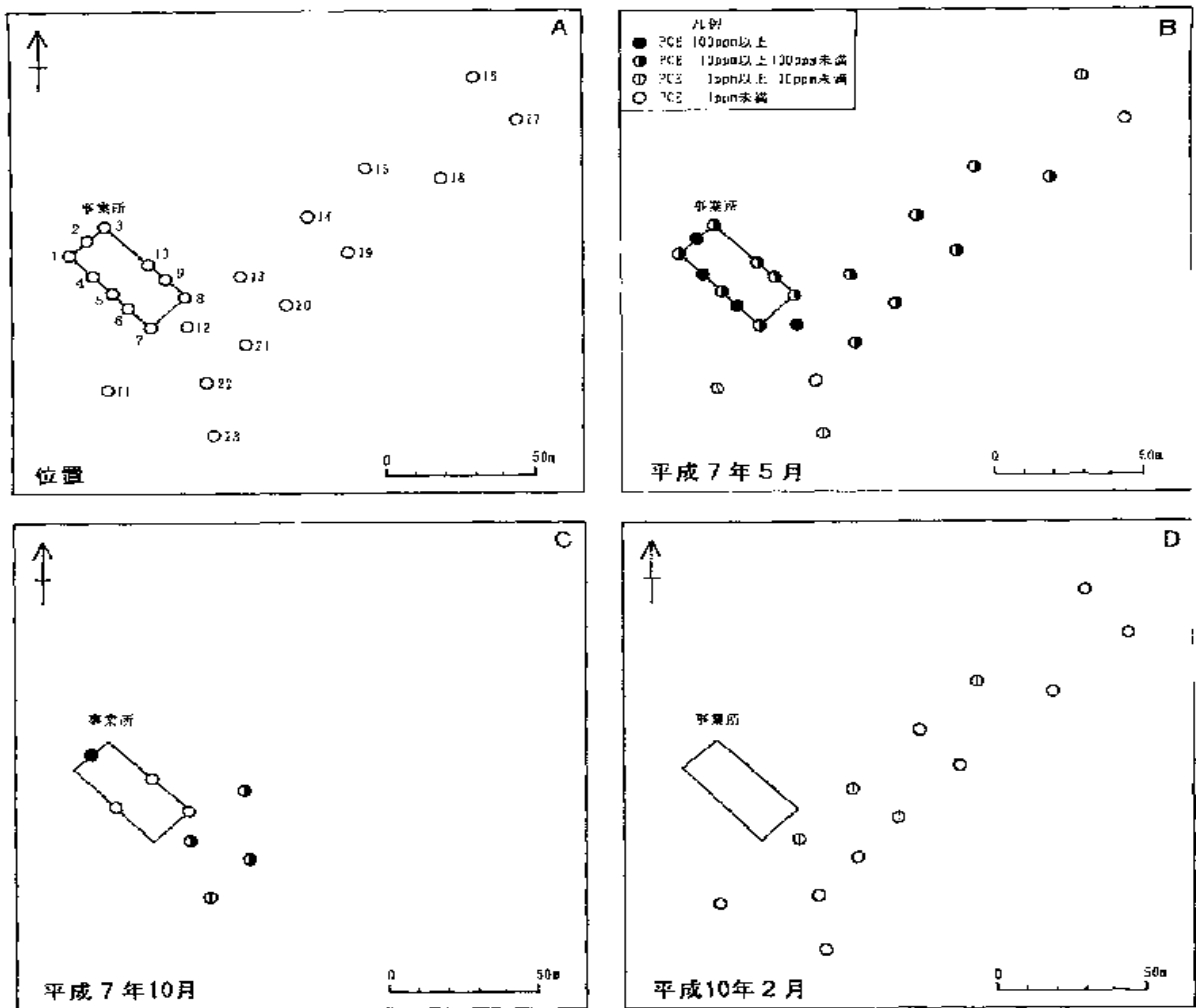 A
16
17
15
18
14
事業所
3
2
19
10
1
9
13
4
8
20
5
6
12
7
21
22
11
23
0 50m
位置
B
凡例
PCE 100ppm以上
PCE 10ppm以上100ppm未満
PCE 1ppm以上 10ppm未満
PCE 1ppm未満
事業所
0 50m
平成7年5月
C
事業所
0 50m
平成7年10月
D
事業所
0 50m
平成10年2月